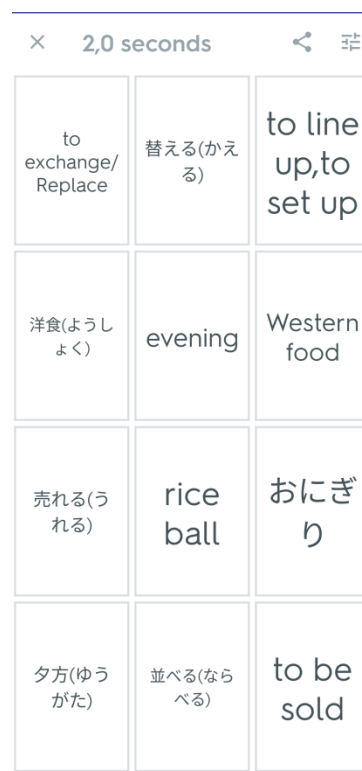 2,0 seconds
to
exchange/
Replace
替える(かえ
る)
to line
up,to
set up
洋食(ようし
ょく)
evening
Western
food
売れる(う
れる)
rice
ball
おにぎ
り
夕方(ゆう
がた)
並べる(なら
べる)
to be
sold